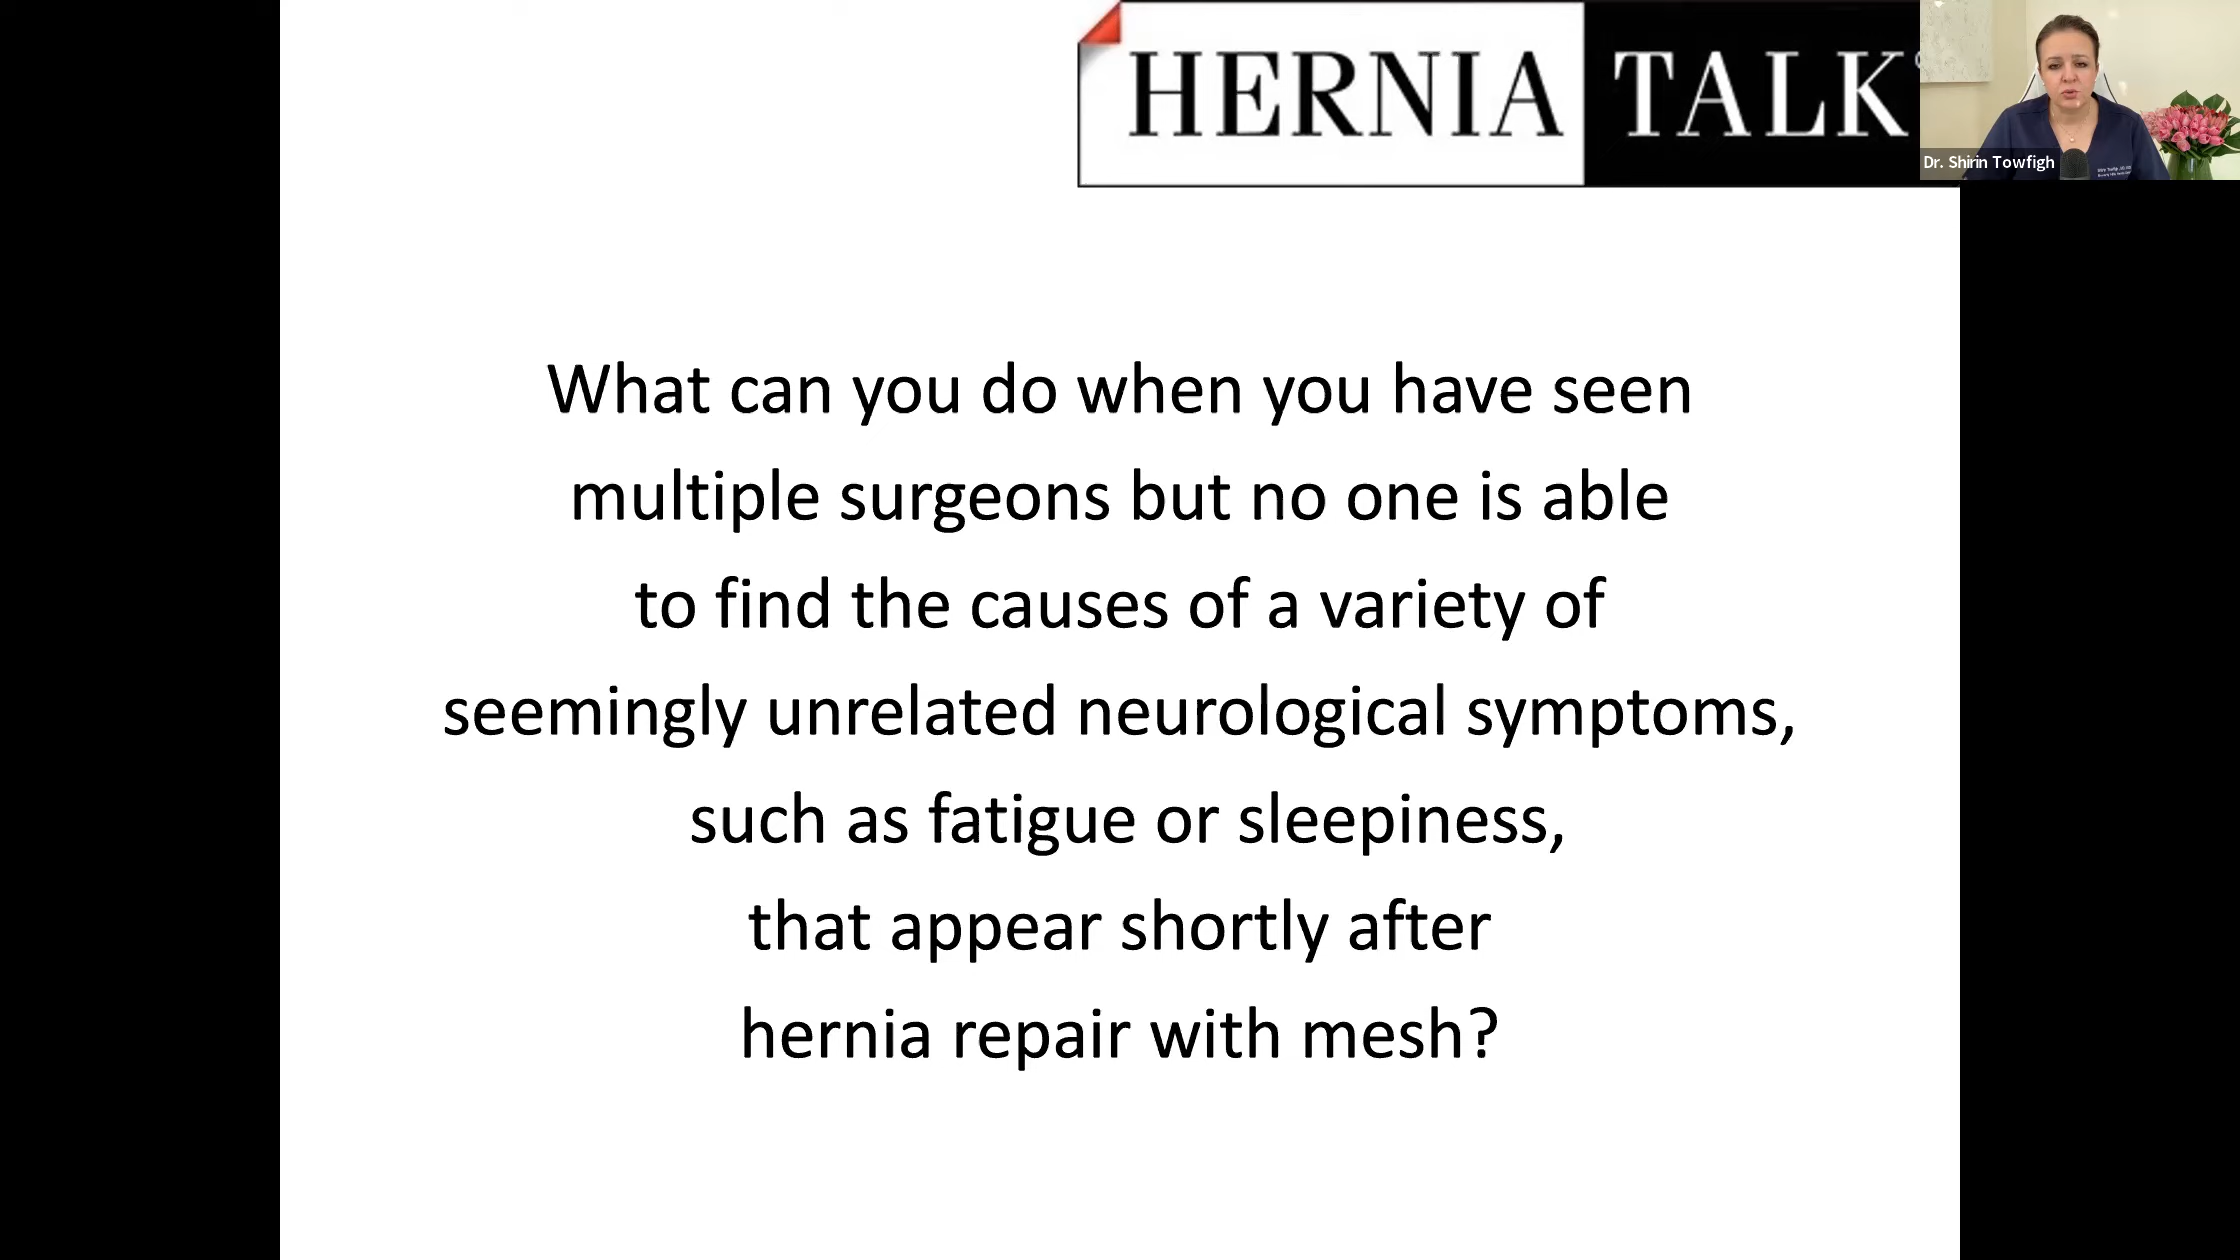 HERNIA TALK
Dr. Shirin Towfigh
What can you do when you have seen
multiple surgeons but no one is able
to find the causes of a variety of
seemingly unrelated neurological symptoms,
such as fatigue or sleepiness,
that appear shortly after
hernia repair with mesh?